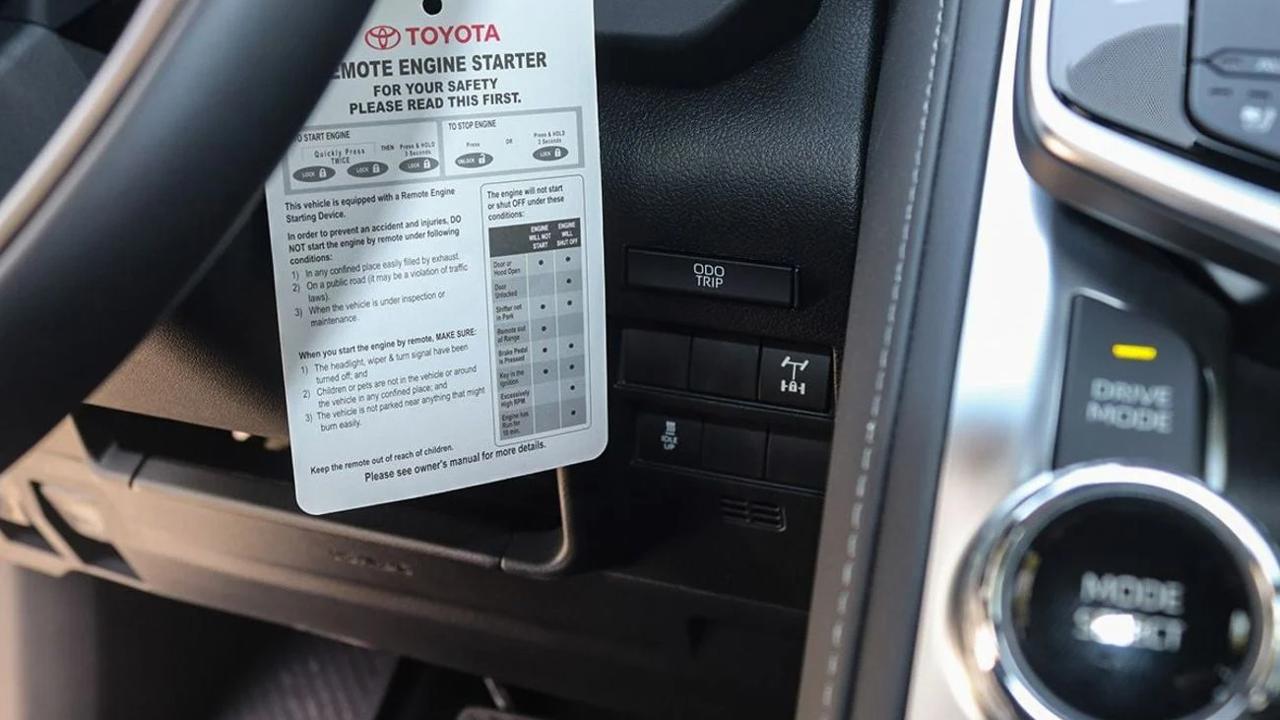 TOYOTA
EMOTE ENGINE STARTER
FOR YOUR SAFETY
PLEASE READ THIS FIRST.
O START ENGINE
Quickly Press
TWICE
THEN
Press & HOLD
3 Seconds
LOCK
LOCK
LOCK
TO STOP ENGINE
Press
OR
Press & HOLD
2 Seconds
UNLOCK
LOCK
This vehicle is equipped with a Remote Engine
Starting Device.
In order to prevent an accident and injuries, DO
NOT start the engine by remote under following
conditions:
1) In any confined place easily filled by exhaust.
2) On a public road (it may be a violation of traffic
laws).
3) When the vehicle is under inspection or
maintenance.
When you start the engine by remote, MAKE SURE:
1) The headlight, wiper & turn signal have been
turned off; and
2) Children or pets are not in the vehicle or around
the vehicle in any confined place; and
3) The vehicle is not parked near anything that might
burn easily.
The engine will not start
or shut OFF under these
conditions:
ENGINE
WILL NOT
START
ENGINE
WILL
SHUT OFF
Door or
Hood Open
Door
Unlocked
Shifter not
in Park
Remote out
of Range
Brake Pedal
is Pressed
Key in the
Ignition
Excessively
High RPM
Engine has
Run for
10 min.
Keep the remote out of reach of children.
Please see owner's manual for more details.
ODO
TRIP
IDLE
UP
DRIVE
MODE
MODE
SELECT